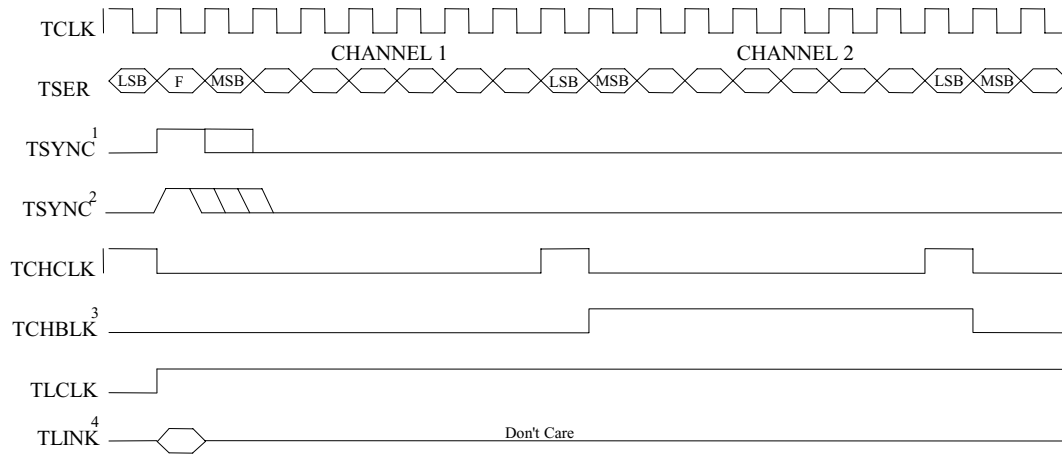 TCLK
CHANNEL 1 CHANNEL 2
TSER LSB F MSB LSB MSB LSB MSB
TSYNC1
TSYNC2
TCHCLK
TCHBLK3
TLCLK
TLINK4 Don't Care